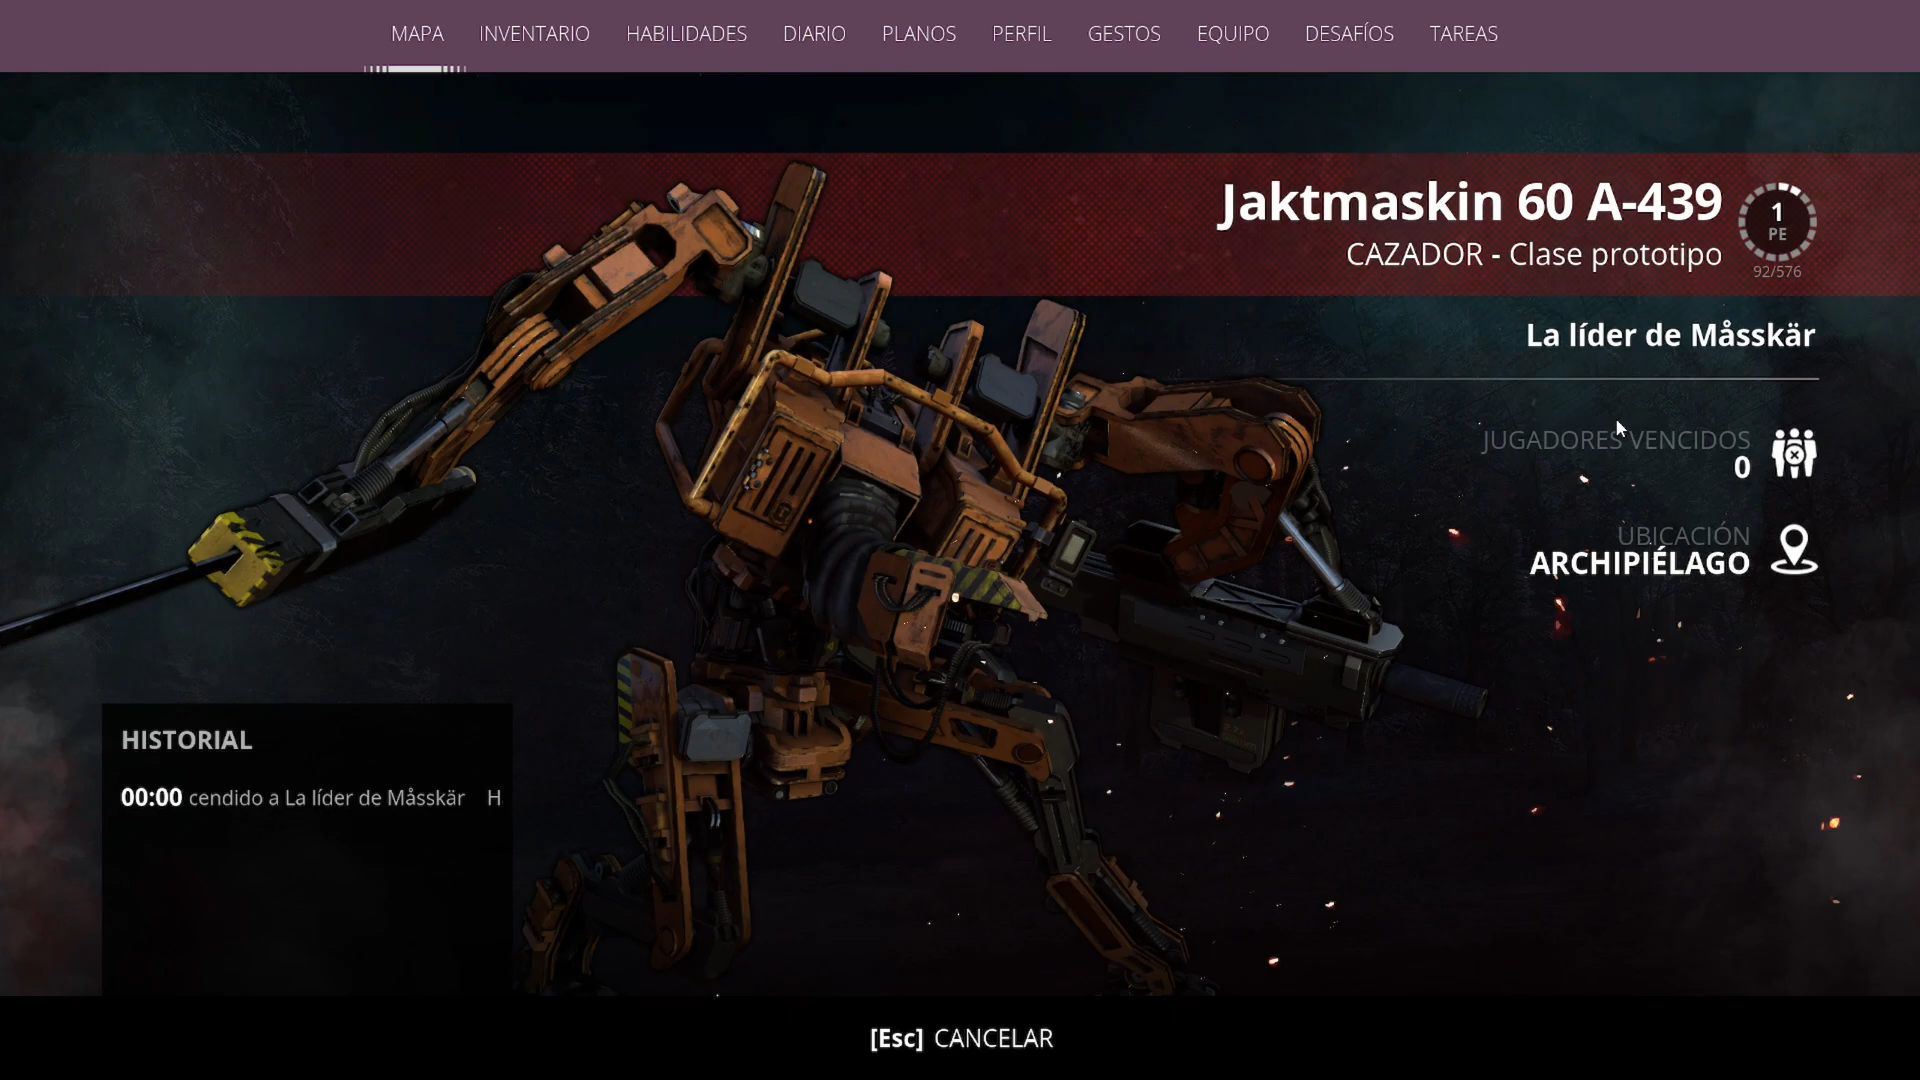 MAPA INVENTARIO HABILIDADES DIARIO PLANOS PERFIL GESTOS EQUIPO DESAFÍOS TAREAS
Jaktmaskin 60 A-439
CAZADOR - Clase prototipo
1
PE
92/576
La líder de Måsskär
JUGADORES VENCIDOS
0
UBICACIÓN
ARCHIPIÉLAGO
HISTORIAL
00:00 cendido a La líder de Måsskär H
[Esc] CANCELAR